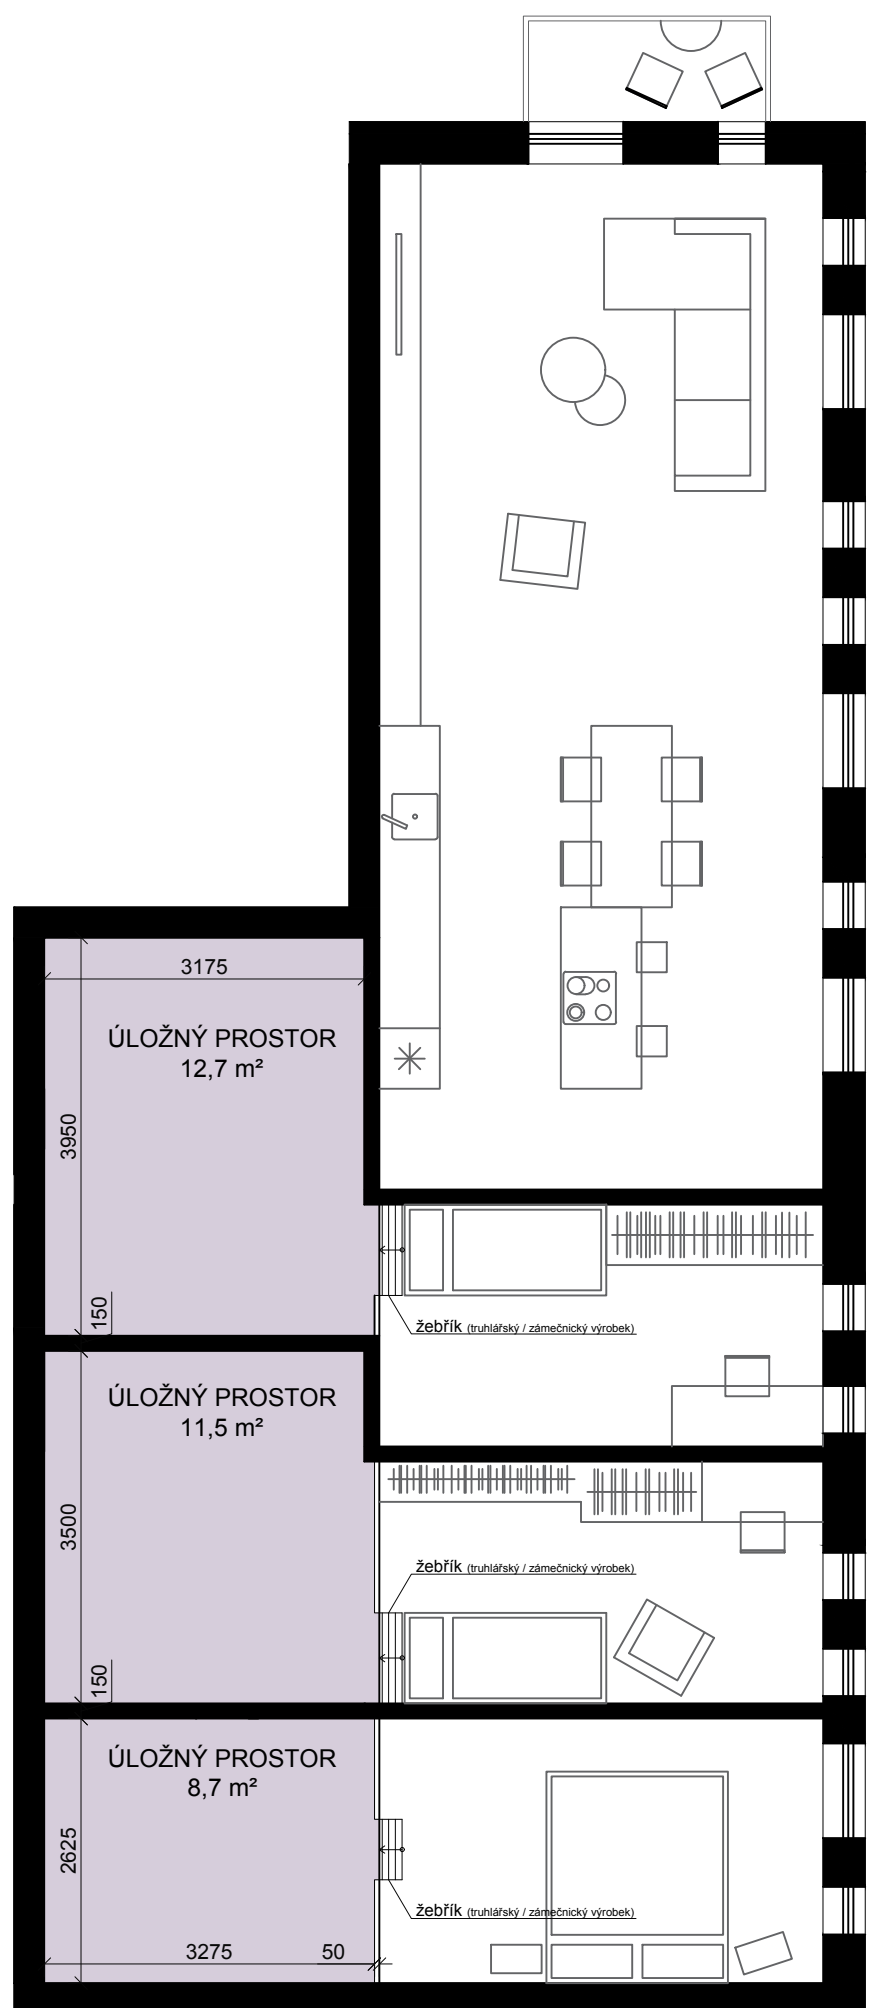 3175
ÚLOŽNÝ PROSTOR
12,7 m²
3950
150
žebřík (truhlářský / zámečnický výrobek)
ÚLOŽNÝ PROSTOR
11,5 m²
3500
žebřík (truhlářský / zámečnický výrobek)
150
ÚLOŽNÝ PROSTOR
8,7 m²
2625
žebřík (truhlářský / zámečnický výrobek)
3275
50